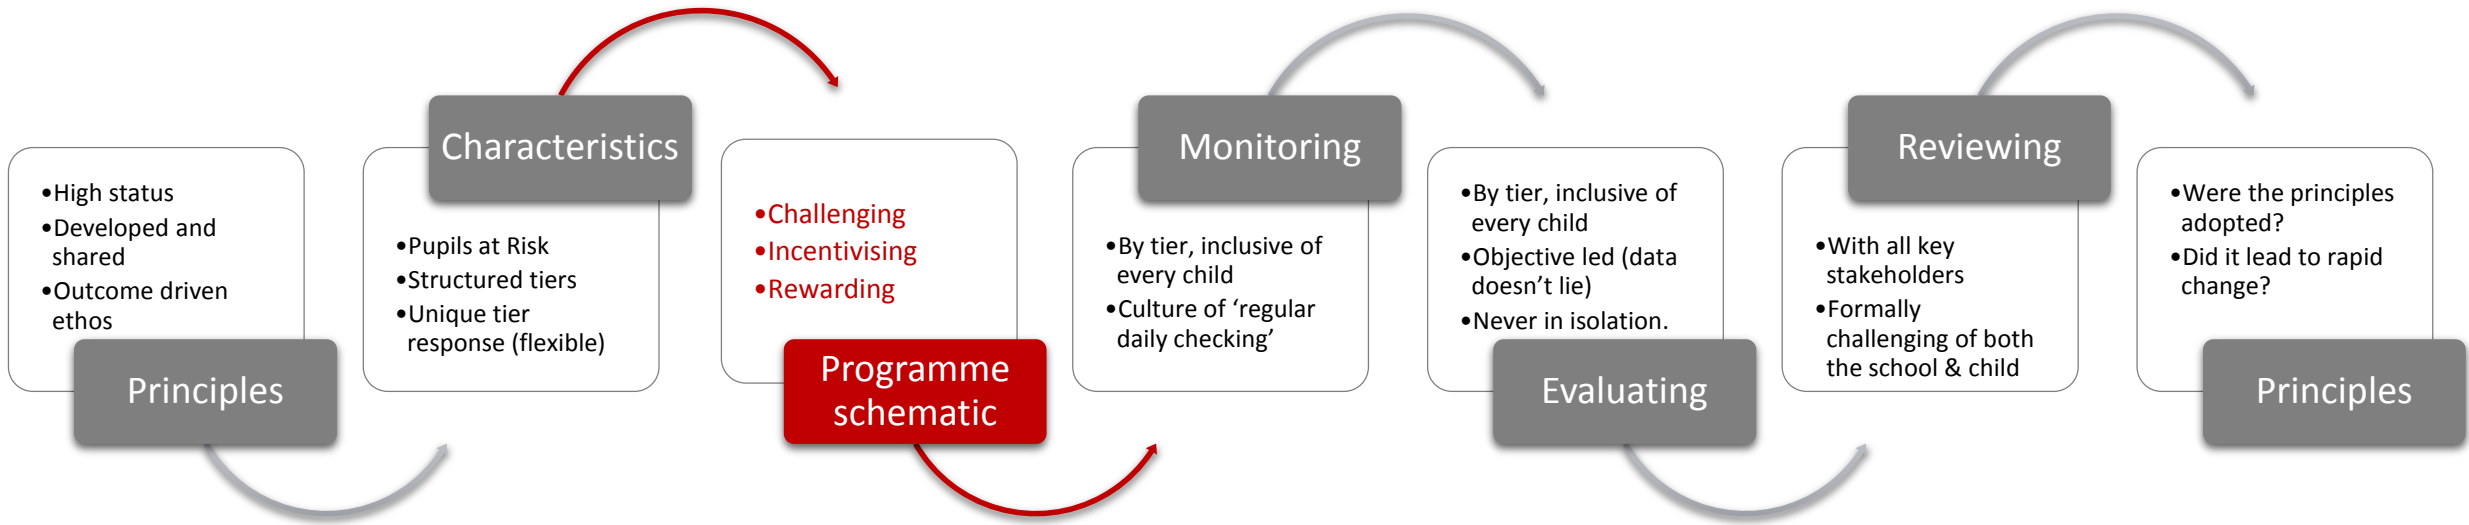 •High status
•Developed and
shared
•Outcome driven
ethos
Principles
Characteristics
•Pupils at Risk
•Structured tiers
•Unique tier
response (flexible)
•Challenging
•Incentivising
•Rewarding
Programme
schematic
Monitoring
•By tier, inclusive of
every child
•Culture of ‘regular
daily checking’
•By tier, inclusive of
every child
•Objective led (data
doesn’t lie)
•Never in isolation.
Evaluating
Reviewing
•With all key
stakeholders
•Formally
challenging of both
the school & child
•Were the principles
adopted?
•Did it lead to rapid
change?
Principles